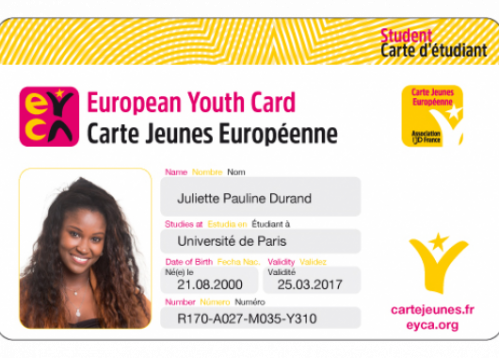 Student
Carte d'étudiant
eyca
European Youth Card
Carte Jeunes Européenne
Carte Jeunes
Européenne
Association
France
Name Nombre Nom
Juliette Pauline Durand
Studies at Estudia en Étudiant à
Université de Paris
Date of Birth Fecha Nac. Validity Validez
Né(e) le Validité
21.08.2000 25.03.2017
Number Número Numéro
R170-A027-M035-Y310
cartejeunes.fr
eyca.org